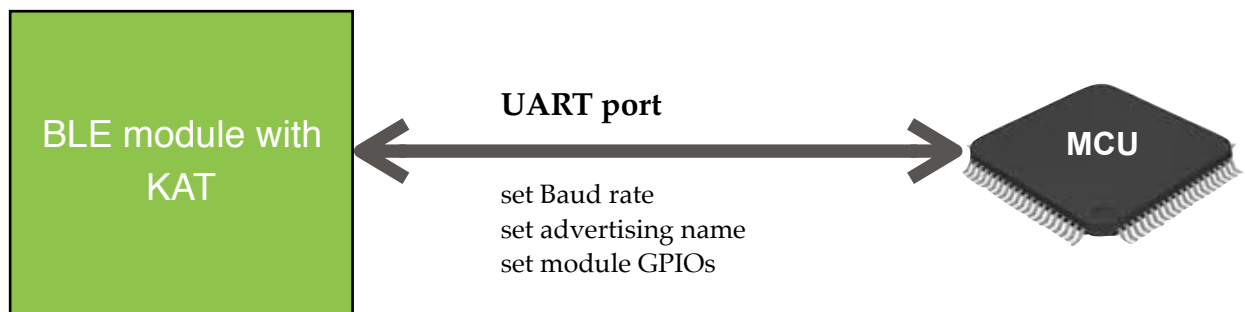 BLE module with
KAT
UART port
set Baud rate
set advertising name
set module GPIOs
MCU